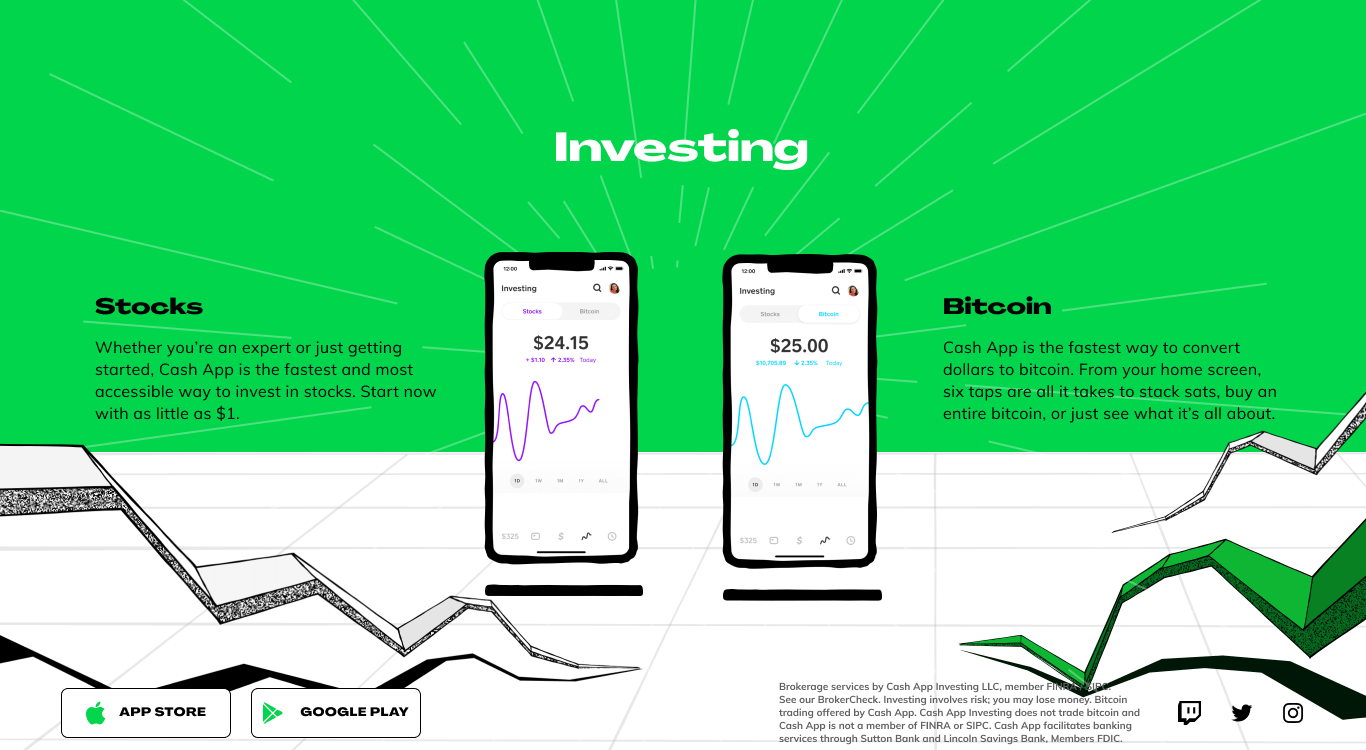 Investing
Stocks
Whether you're an expert or just getting
started, Cash App is the fastest and most
accessible way to invest in stocks. Start now
with as little as $1.
12:00
Investing
Stocks Bitcoin
$24.15
+ $1.10 ↑ 2.35% Today
1D 1W 1M 1Y ALL
$325 $
12:00
Investing
Stocks Bitcoin
$25.00
$10,705.89 ↓ 2.35% Today
1D 1W 1M 1Y ALL
$325 $
Bitcoin
Cash App is the fastest way to convert
dollars to bitcoin. From your home screen,
six taps are all it takes to stack sats, buy an
entire bitcoin, or just see what it's all about.
APP STORE
GOOGLE PLAY
Brokerage services by Cash App Investing LLC, member FINRA / SIPC.
See our BrokerCheck. Investing involves risk; you may lose money. Bitcoin
trading offered by Cash App. Cash App Investing does not trade bitcoin and
Cash App is not a member of FINRA or SIPC. Cash App facilitates banking
services through Sutton Bank and Lincoln Savings Bank, Members FDIC.